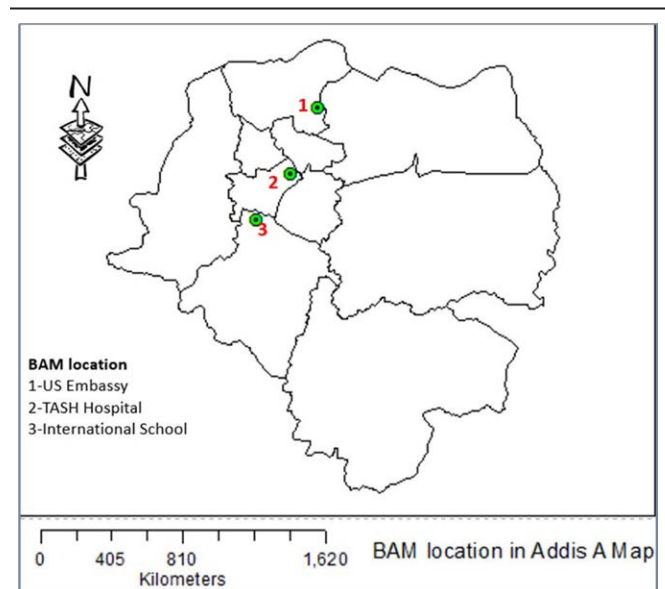 N
1
2
3
BAM location
1-US Embassy
2-TASH Hospital
3-International School
0 405 810 1,620
Kilometers
BAM location in Addis A Map